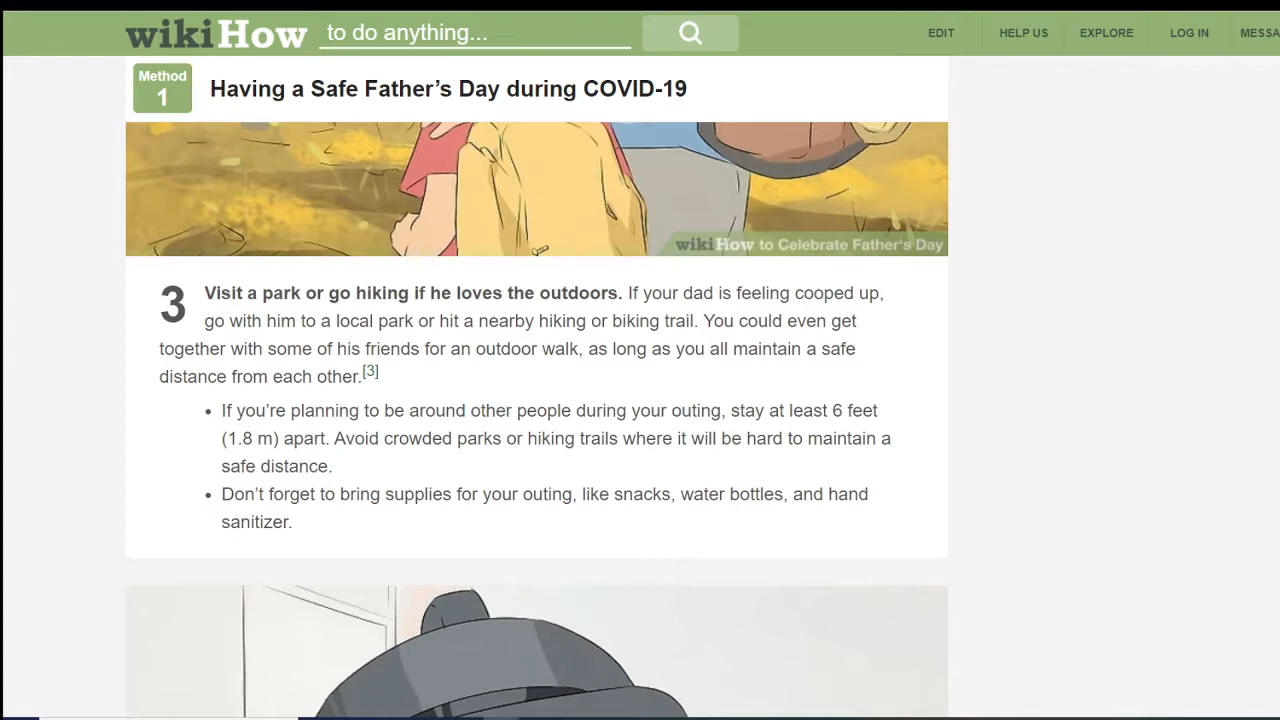 wikiHow to do anything...
EDIT HELP US EXPLORE LOG IN
Method
1
Having a Safe Father's Day during COVID-19
wikiHow to Celebrate Father's Day
3 Visit a park or go hiking if he loves the outdoors. If your dad is feeling cooped up,
go with him to a local park or hit a nearby hiking or biking trail. You could even get
together with some of his friends for an outdoor walk, as long as you all maintain a safe
distance from each other.[3]
• If you're planning to be around other people during your outing, stay at least 6 feet
(1.8 m) apart. Avoid crowded parks or hiking trails where it will be hard to maintain a
safe distance.
• Don't forget to bring supplies for your outing, like snacks, water bottles, and hand
sanitizer.